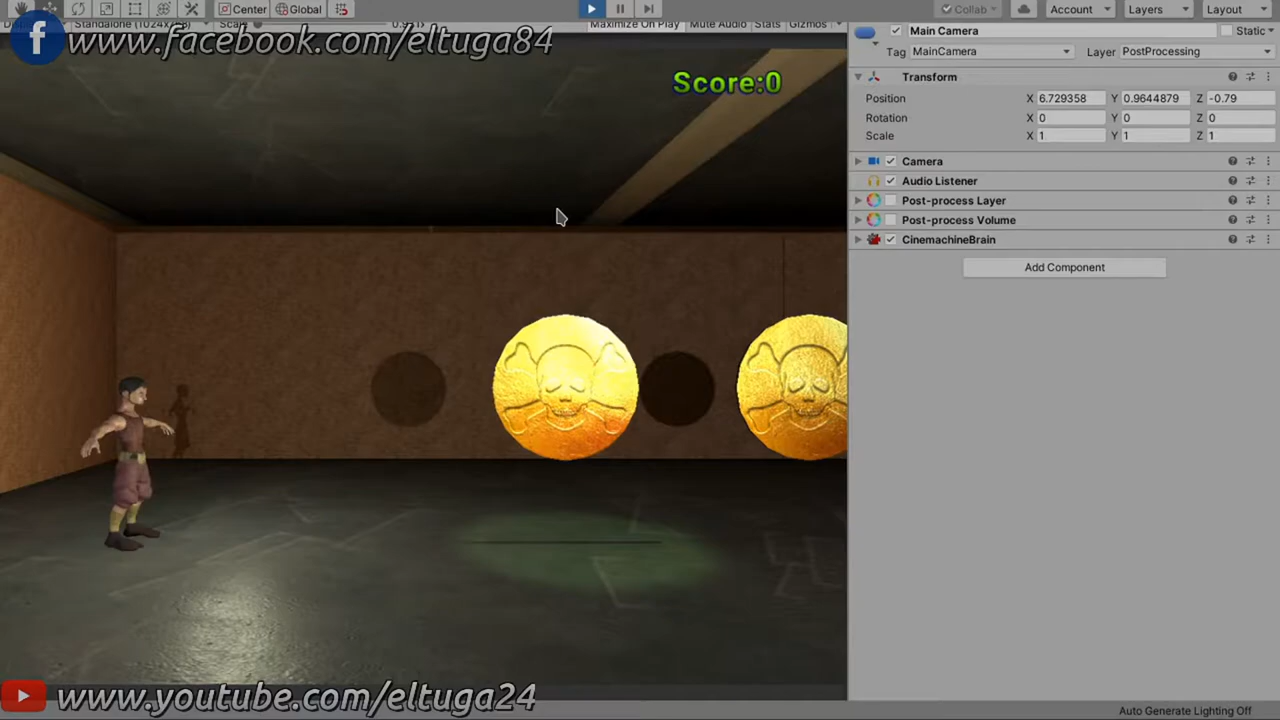 Center Global Collab Account Layers Layout
Standalone (1024x768) Scale Maximize On Play Mute Audio Stats Gizmos
www.facebook.com/eltuga84
Score:0
Main Camera Static
Tag MainCamera Layer PostProcessing
Transform
Position X 6.729358 Y 0.9644879 Z -0.79
Rotation X 0 Y 0 Z 0
Scale X 1 Y 1 Z 1
Camera
Audio Listener
Post-process Layer
Post-process Volume
CinemachineBrain
Add Component
www.youtube.com/eltuga24
Auto Generate Lighting Off